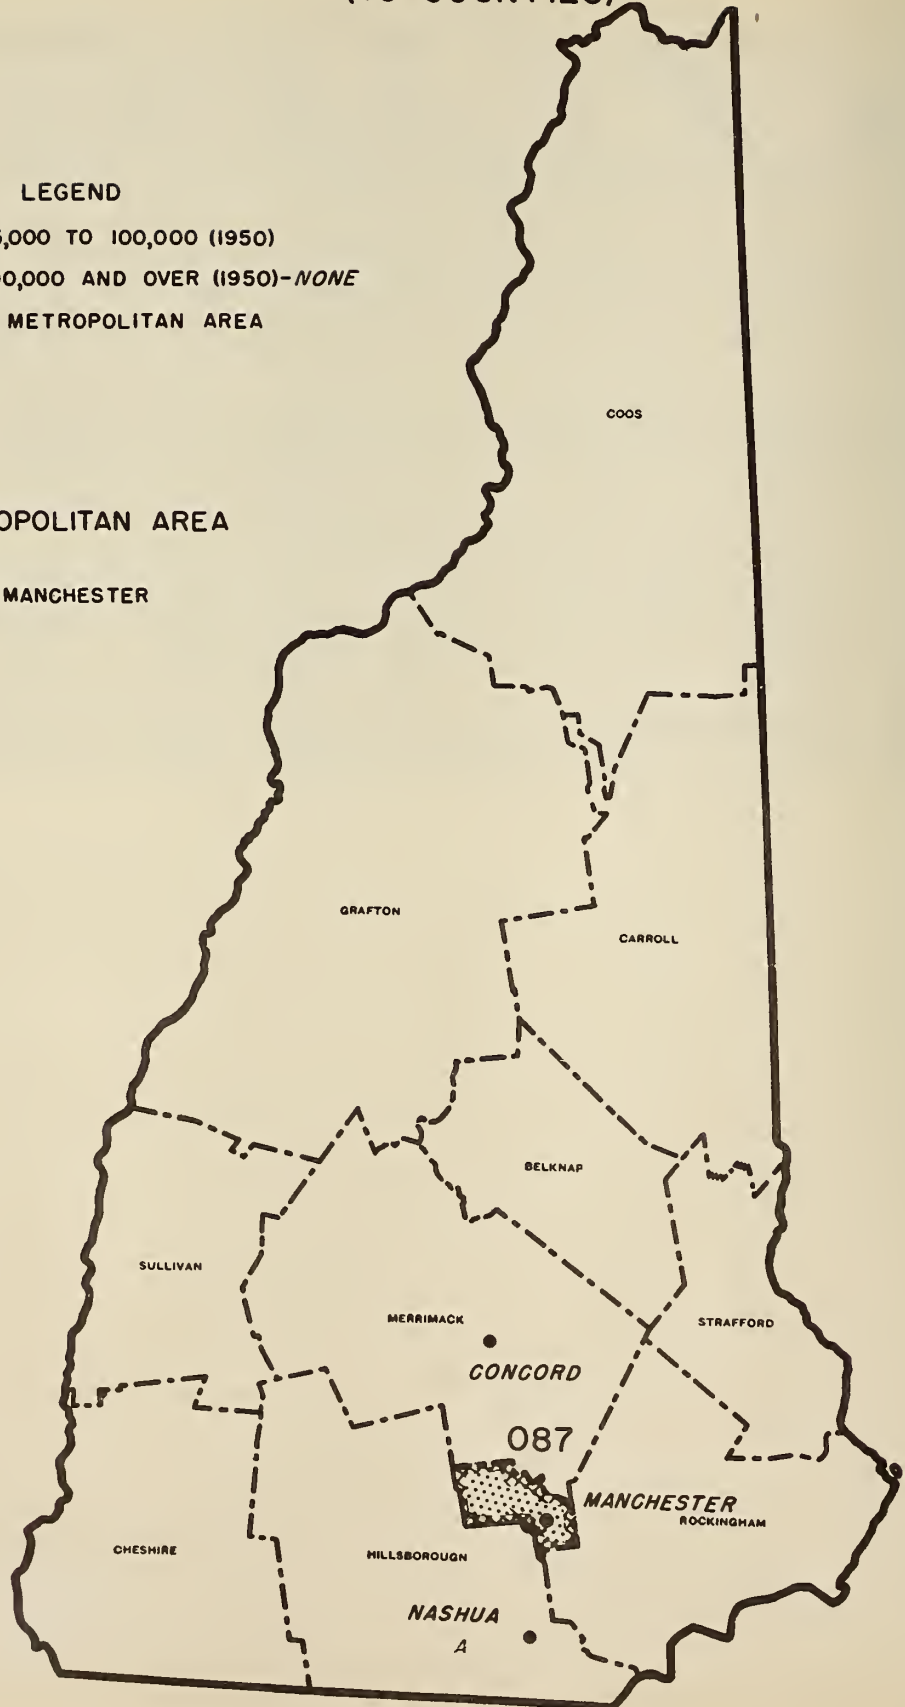 LEGEND
,000 TO 100,000 (1950)
0,000 AND OVER (1950)-NONE
METROPOLITAN AREA
OPOLITAN AREA
MANCHESTER
COOS
GRAFTON
CARROLL
BELKNAP
SULLIVAN
MERRIMACK
STRAFFORD
CONCORD
087
MANCHESTER
ROCKINGHAM
CHESHIRE
HILLSBOROUGH
NASHUA
A